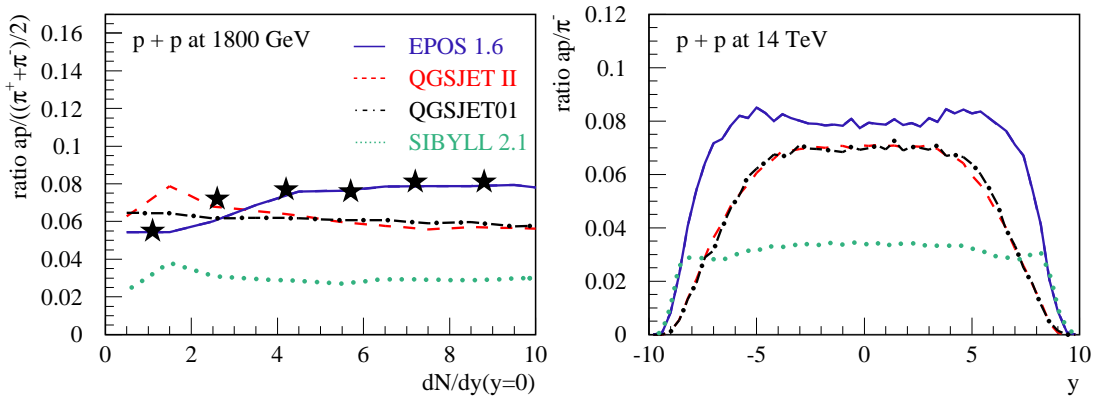 ratio ap/((π⁺+π⁻)/2)
0.16
0.14
0.12
0.1
0.08
0.06
0.04
0.02
0
p + p at 1800 GeV
EPOS 1.6
QGSJET II
QGSJET01
SIBYLL 2.1
0 2 4 6 8 10
dN/dy(y=0)
ratio ap/π⁻
0.12
0.1
0.08
0.06
0.04
0.02
0
p + p at 14 TeV
-10 -5 0 5 10
y